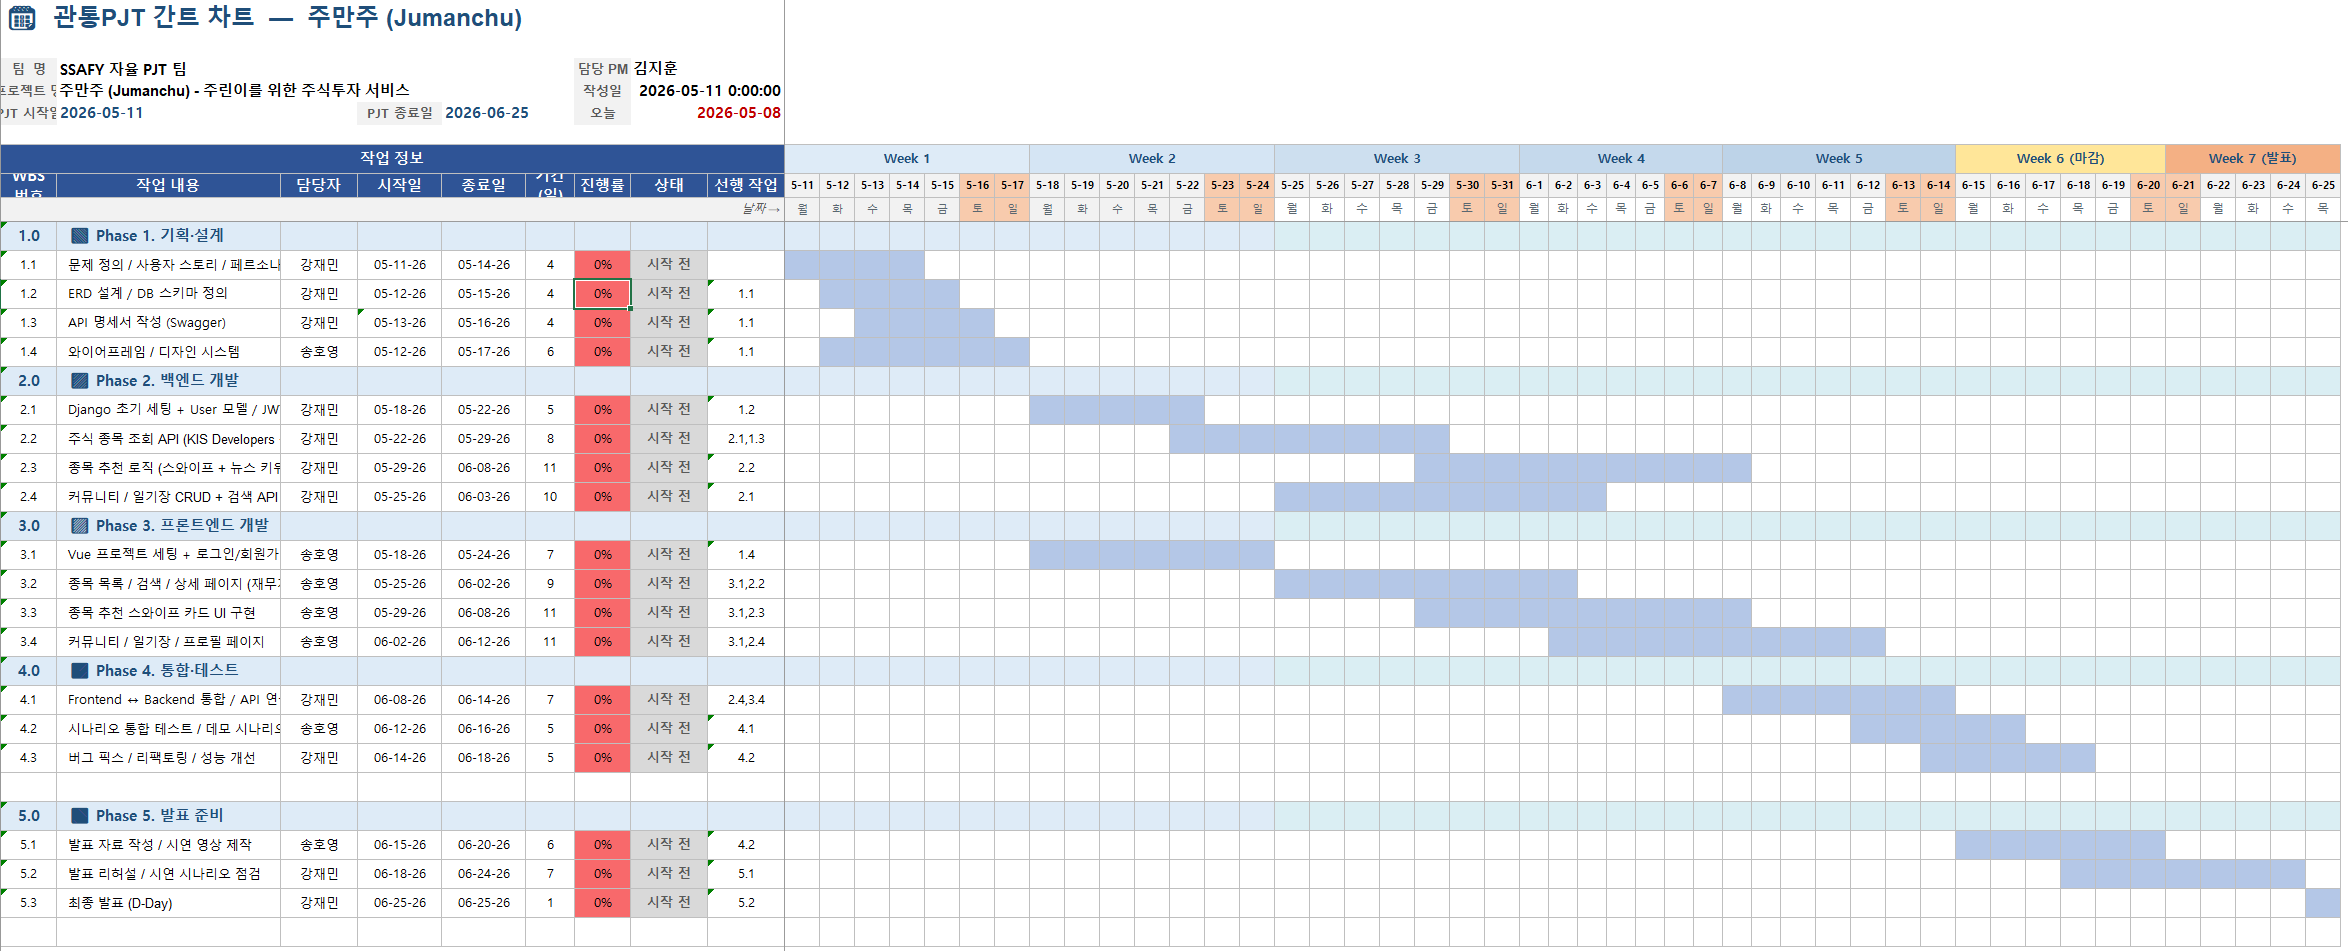 관통PJT 간트 차트 — 주만주 (Jumanchu)
팀 명 SSAFY 자율 PJT 팀 담당 PM 김지훈
프로젝트 명 주만주 (Jumanchu) - 주린이를 위한 주식투자 서비스 작성일 2026-05-11 0:00:00
PJT 시작일 2026-05-11 PJT 종료일 2026-06-25 오늘 2026-05-08
작업 정보 Week 1 Week 2 Week 3 Week 4 Week 5 Week 6 (마감) Week 7 (발표)
WBS 번호 작업 내용 담당자 시작일 종료일 기간 (일) 진행률 상태 선행 작업 5-11 5-12 5-13 5-14 5-15 5-16 5-17 5-18 5-19 5-20 5-21 5-22 5-23 5-24 5-25 5-26 5-27 5-28 5-29 5-30 5-31 6-1 6-2 6-3 6-4 6-5 6-6 6-7 6-8 6-9 6-10 6-11 6-12 6-13 6-14 6-15 6-16 6-17 6-18 6-19 6-20 6-21 6-22 6-23 6-24 6-25
날짜→ 월 화 수 목 금 토 일 월 화 수 목 금 토 일 월 화 수 목 금 토 일 월 화 수 목 금 토 일 월 화 수 목 금 토 일 월 화 수 목 금 토 일 월 화 수 목
1.0 Phase 1. 기획·설계
1.1 문제 정의 / 사용자 스토리 / 페르소나 강재민 05-11-26 05-14-26 4 0% 시작 전
1.2 ERD 설계 / DB 스키마 정의 강재민 05-12-26 05-15-26 4 0% 시작 전 1.1
1.3 API 명세서 작성 (Swagger) 강재민 05-13-26 05-16-26 4 0% 시작 전 1.1
1.4 와이어프레임 / 디자인 시스템 송호영 05-12-26 05-17-26 6 0% 시작 전 1.1
2.0 Phase 2. 백엔드 개발
2.1 Django 초기 세팅 + User 모델 / JW 강재민 05-18-26 05-22-26 5 0% 시작 전 1.2
2.2 주식 종목 조회 API (KIS Developers 강재민 05-22-26 05-29-26 8 0% 시작 전 2.1,1.3
2.3 종목 추천 로직 (스와이프 + 뉴스 키워 강재민 05-29-26 06-08-26 11 0% 시작 전 2.2
2.4 커뮤니티 / 일기장 CRUD + 검색 API 강재민 05-25-26 06-03-26 10 0% 시작 전 2.1
3.0 Phase 3. 프론트엔드 개발
3.1 Vue 프로젝트 세팅 + 로그인/회원가 송호영 05-18-26 05-24-26 7 0% 시작 전 1.4
3.2 종목 목록 / 검색 / 상세 페이지 (재무 송호영 05-25-26 06-02-26 9 0% 시작 전 3.1,2.2
3.3 종목 추천 스와이프 카드 UI 구현 송호영 05-29-26 06-08-26 11 0% 시작 전 3.1,2.3
3.4 커뮤니티 / 일기장 / 프로필 페이지 송호영 06-02-26 06-12-26 11 0% 시작 전 3.1,2.4
4.0 Phase 4. 통합·테스트
4.1 Frontend ↔ Backend 통합 / API 연 강재민 06-08-26 06-14-26 7 0% 시작 전 2.4,3.4
4.2 시나리오 통합 테스트 / 데모 시나리오 송호영 06-12-26 06-16-26 5 0% 시작 전 4.1
4.3 버그 픽스 / 리팩토링 / 성능 개선 강재민 06-14-26 06-18-26 5 0% 시작 전 4.2
5.0 Phase 5. 발표 준비
5.1 발표 자료 작성 / 시연 영상 제작 송호영 06-15-26 06-20-26 6 0% 시작 전 4.2
5.2 발표 리허설 / 시연 시나리오 점검 강재민 06-18-26 06-24-26 7 0% 시작 전 5.1
5.3 최종 발표 (D-Day) 강재민 06-25-26 06-25-26 1 0% 시작 전 5.2